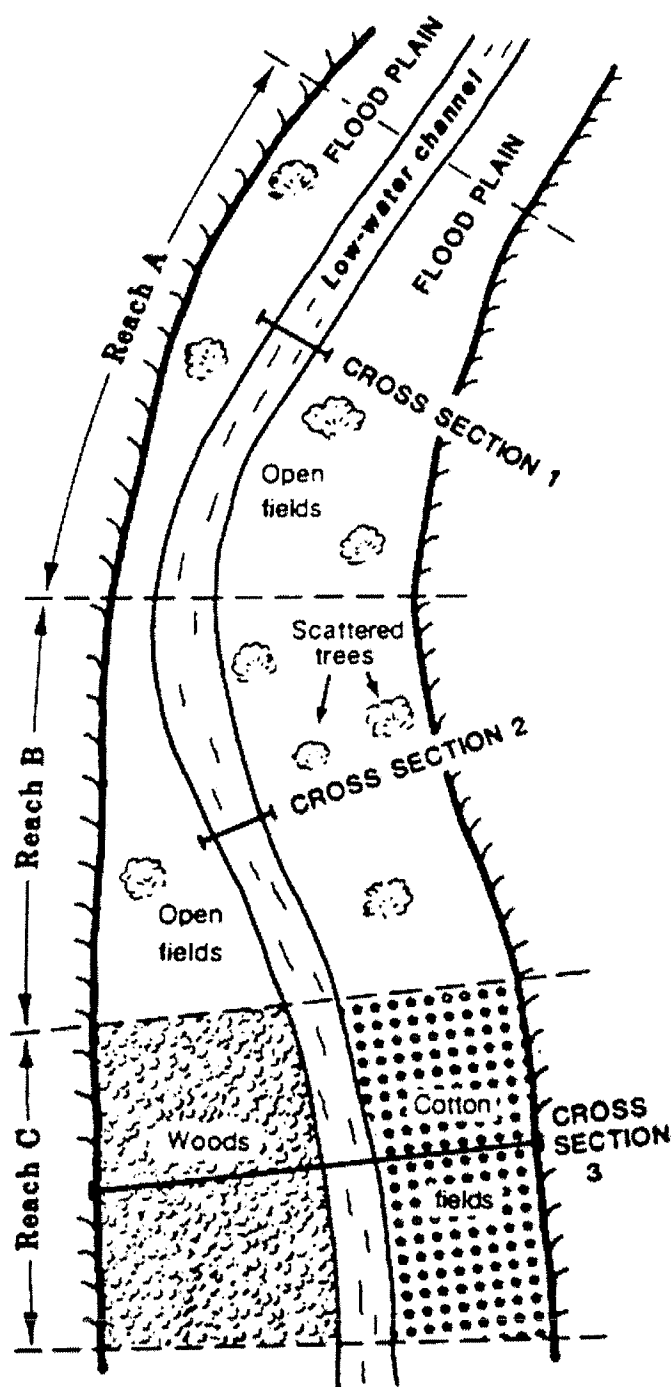 FLOOD PLAIN
Low-water channel
FLOOD PLAIN
Reach A
CROSS SECTION 1
Open
fields
Scattered
trees
Reach B
CROSS SECTION 2
Open
fields
Reach C
Woods
Cotton
fields
CROSS
SECTION
3